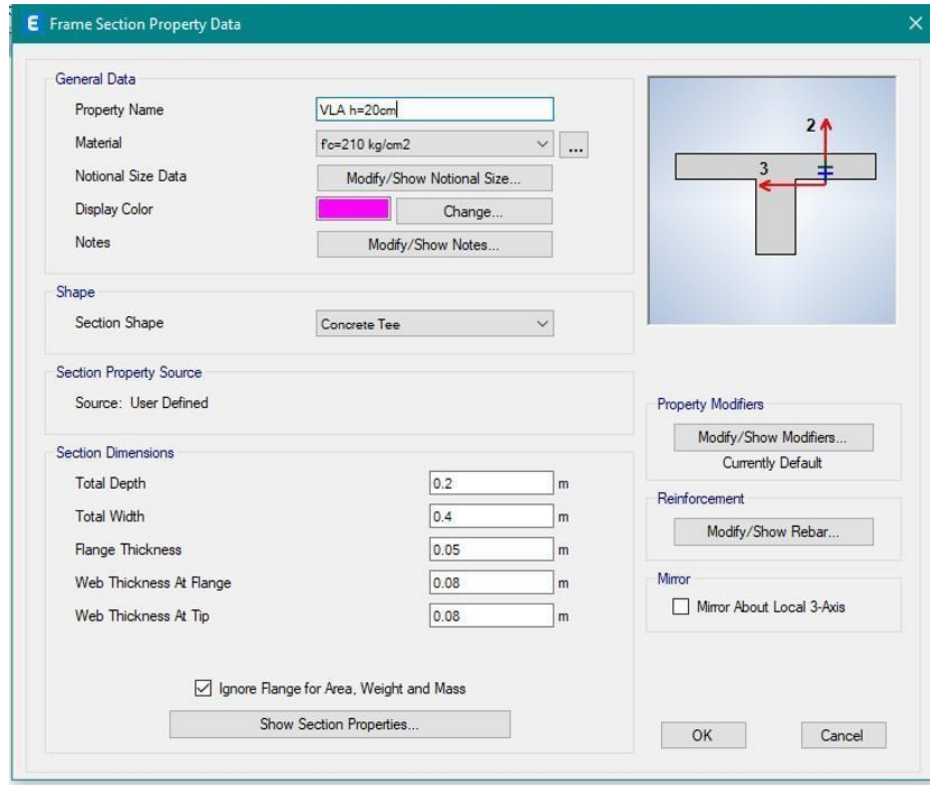 E Frame Section Property Data
General Data
Property Name VLA h=20cm
Material f'c=210 kg/cm2 ...
Notional Size Data Modify/Show Notional Size...
Display Color Change...
Notes Modify/Show Notes...
2
3
Shape
Section Shape Concrete Tee
Section Property Source
Source: User Defined
Property Modifiers
Modify/Show Modifiers...
Currently Default
Section Dimensions
Total Depth 0.2 m
Total Width 0.4 m
Flange Thickness 0.05 m
Web Thickness At Flange 0.08 m
Web Thickness At Tip 0.08 m
Reinforcement
Modify/Show Rebar...
Mirror
Mirror About Local 3-Axis
Ignore Flange for Area, Weight and Mass
Show Section Properties...
OK Cancel